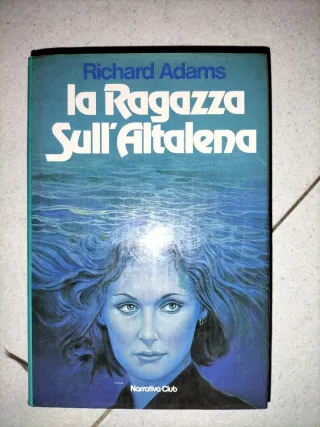 Richard Adams
la Ragazza
Sull'Altalena
Narrativa Club